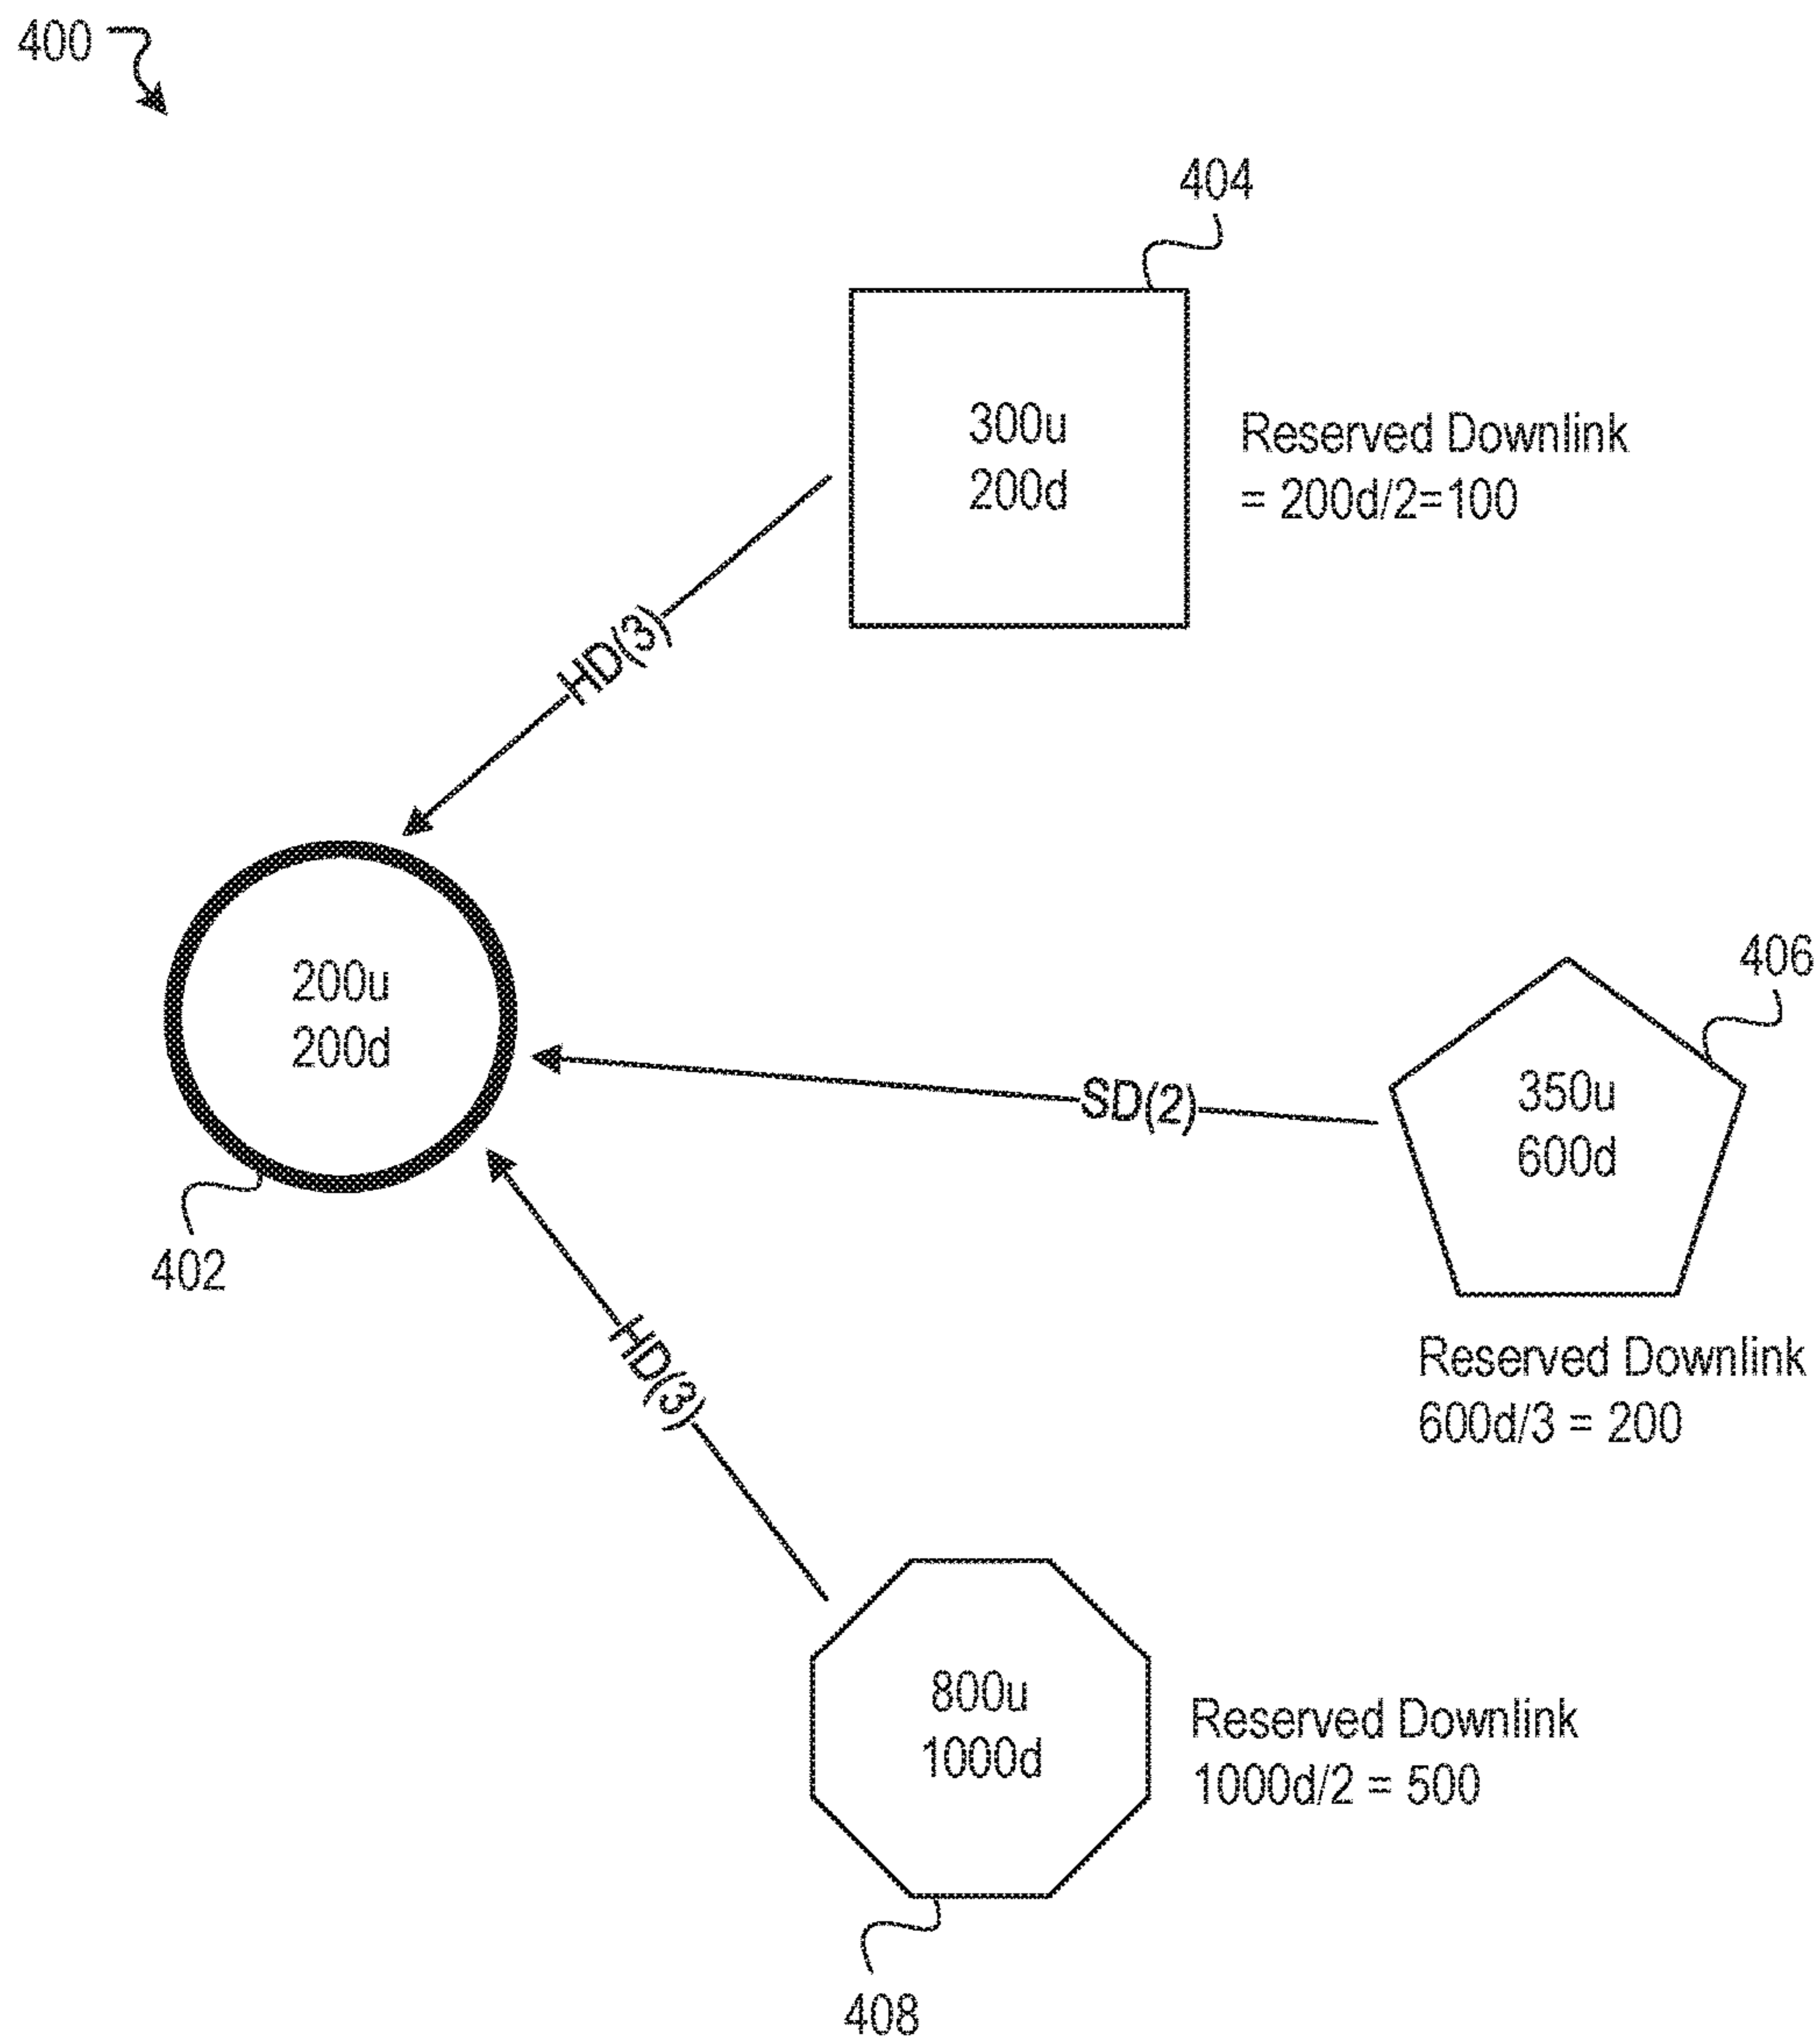 400
404
300u
200d
Reserved Downlink
= 200d/2=100
HD(3)
200u
200d
402
SD(2)
406
350u
600d
Reserved Downlink
600d/3 = 200
HD(3)
800u
1000d
Reserved Downlink
1000d/2 = 500
408